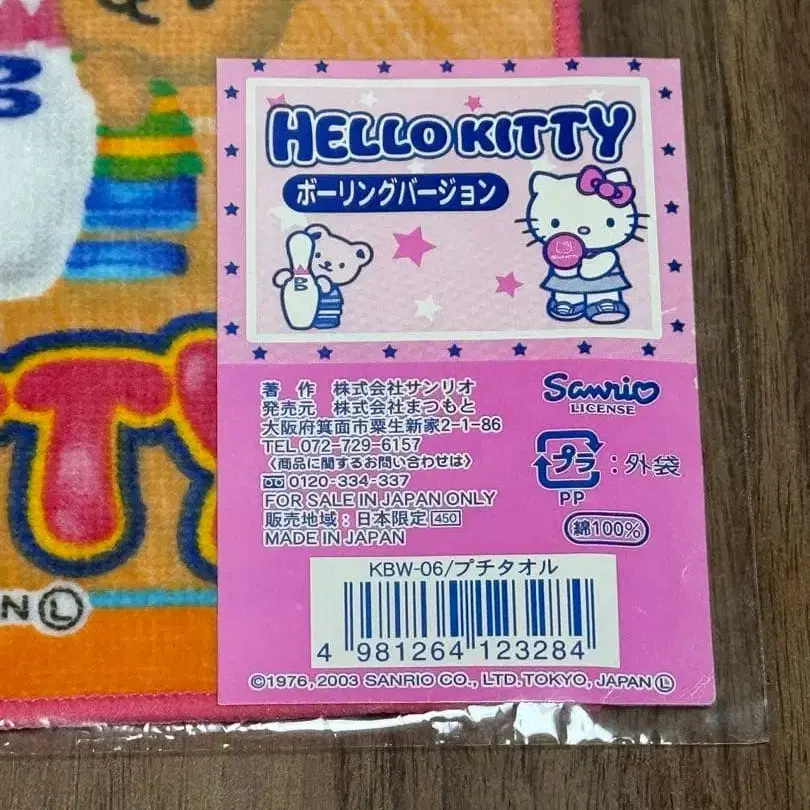 HELLO KITTY
ボーリングバージョン
B
HELLO KITTY
著 作 株式会社サンリオ
発売元 株式会社まつもと
大阪府箕面市粟生新家2-1-86
TEL 072-729-6157
〈商品に関するお問い合わせは〉
0120-334-337
FOR SALE IN JAPAN ONLY
販売地域:日本限定 450
MADE IN JAPAN
Sanrio
LICENSE
プラ:外袋
PP
綿100%
KBW-06/プチタオル
4 981264 123284
©1976, 2003 SANRIO CO., LTD. TOKYO, JAPAN Ⓛ
B
TTY
N Ⓛ